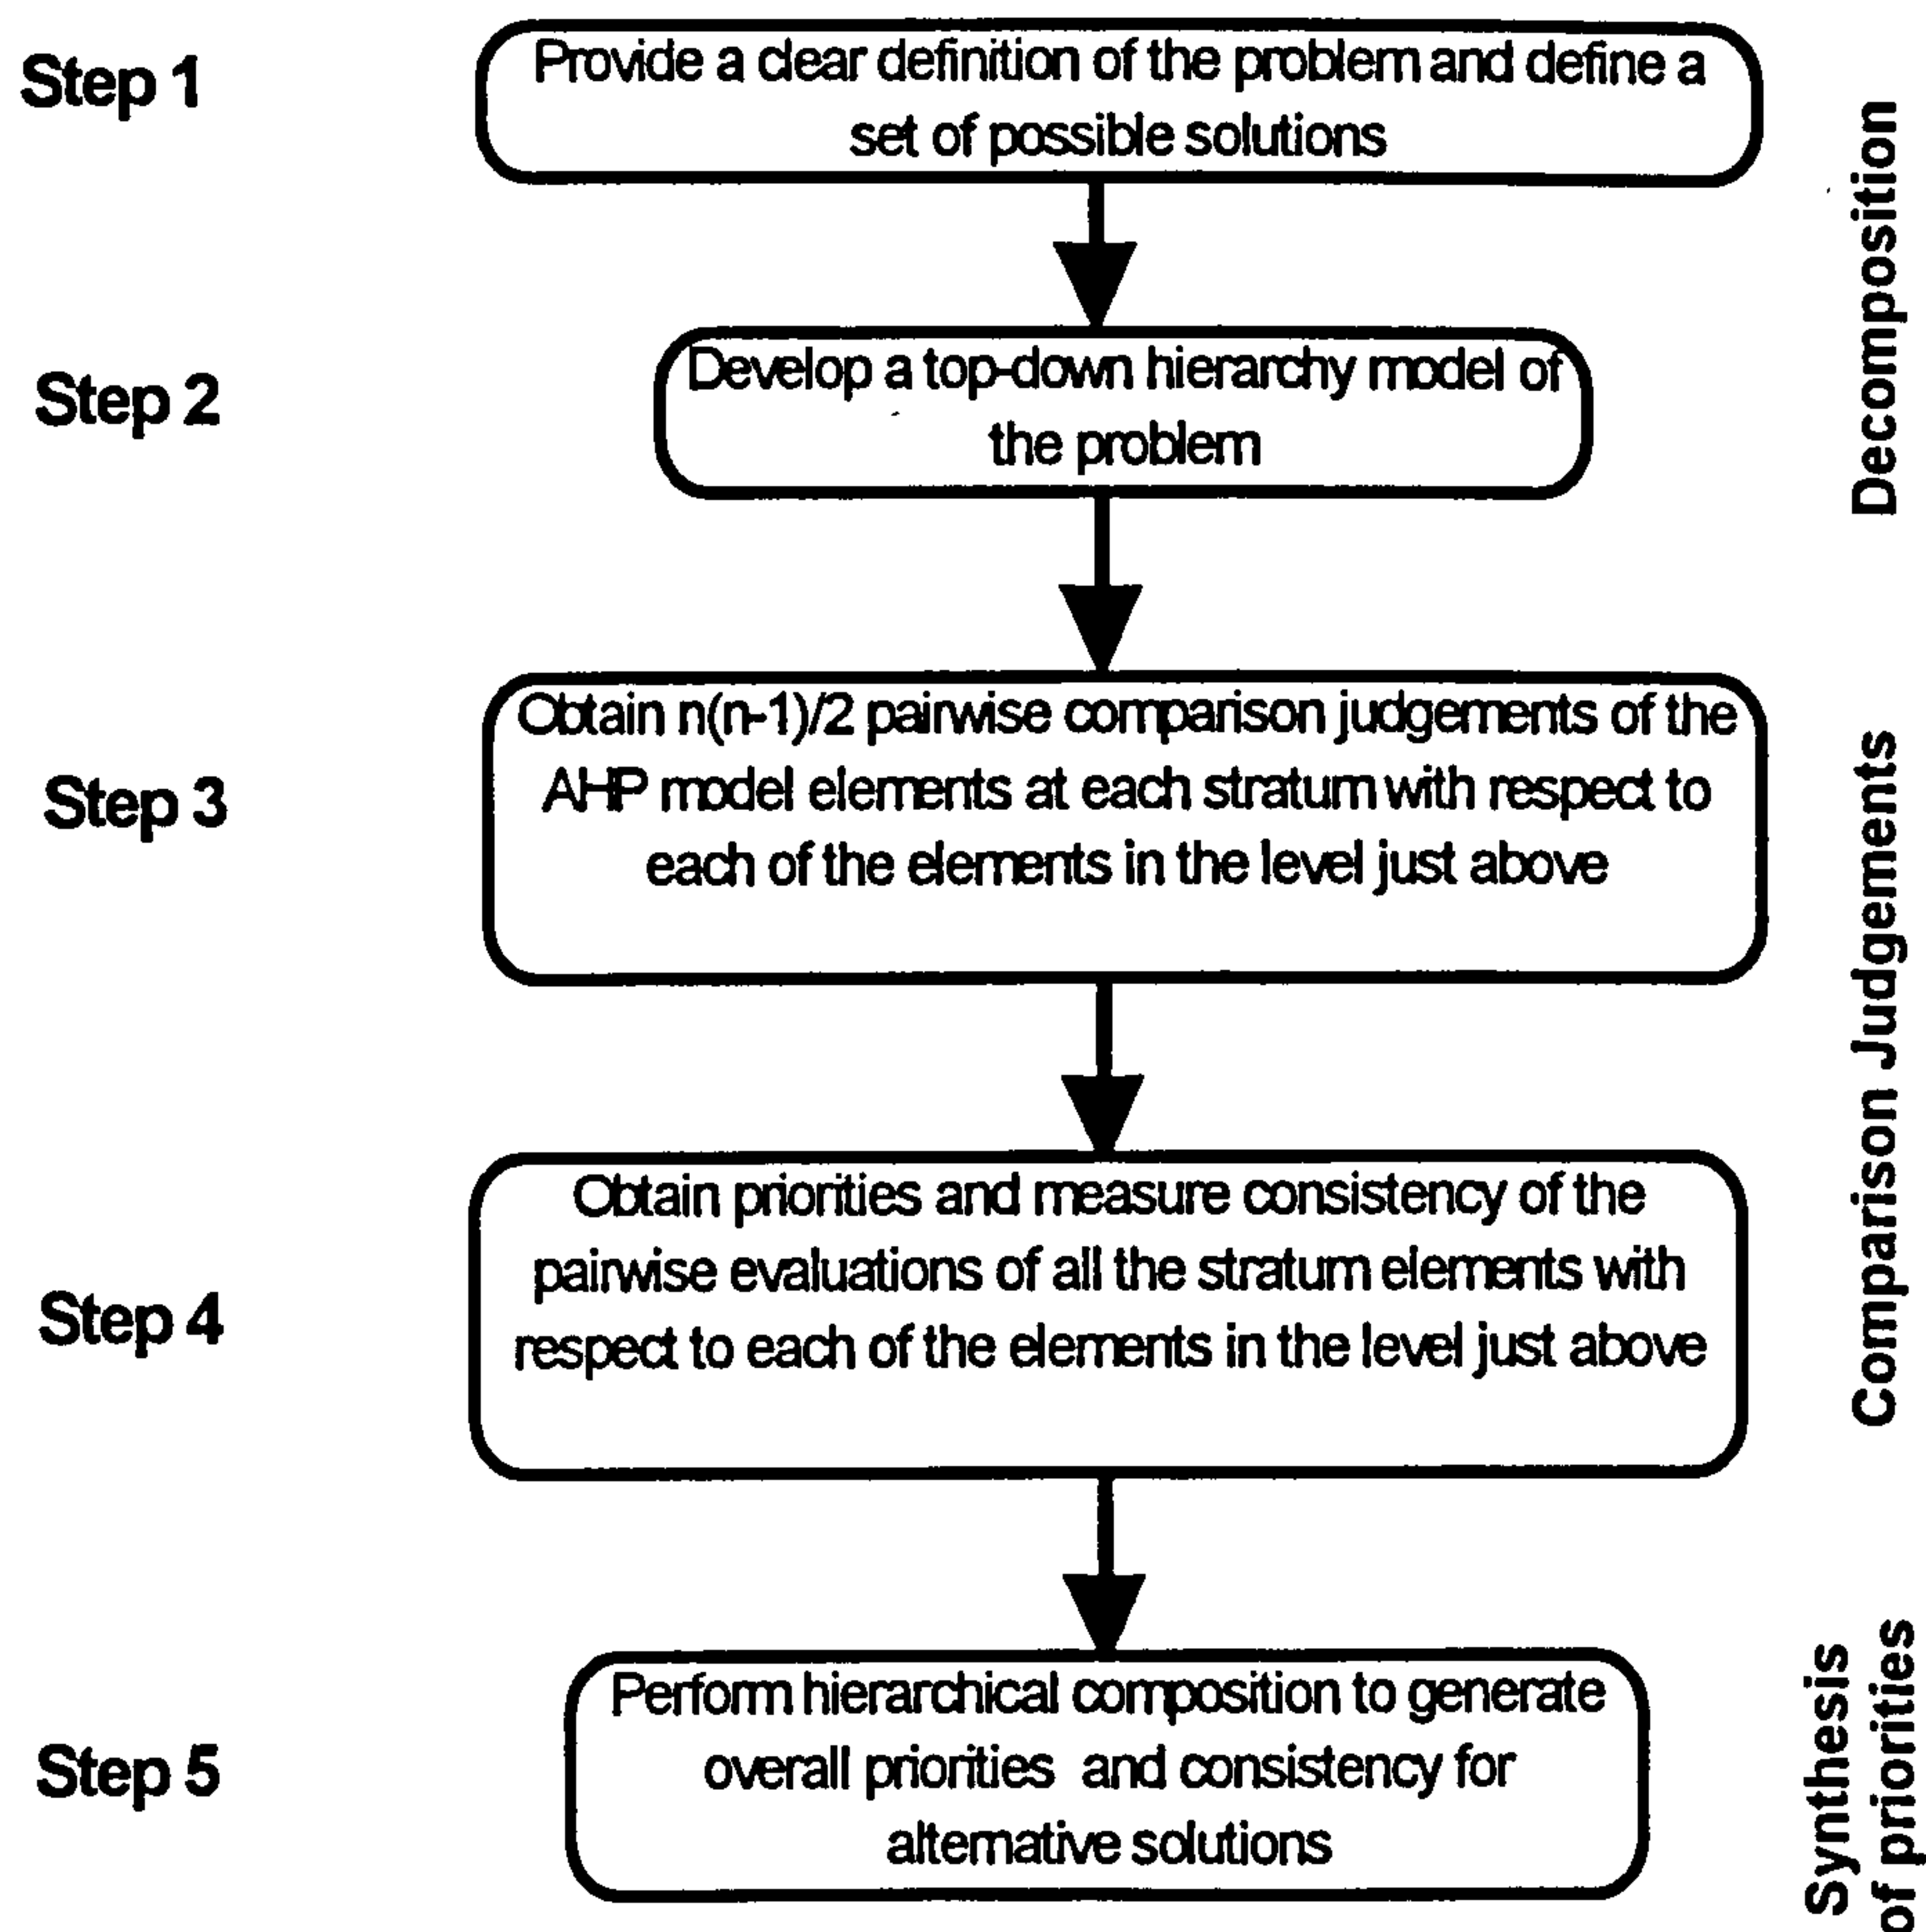 Step 1
Provide a clear definition of the problem and define a
set of possible solutions
Decomposition
Step 2
Develop a top-down hierarchy model of
the problem
Step 3
Obtain n(n-1)/2 pairwise comparison judgements of the
AHP model elements at each stratum with respect to
each of the elements in the level just above
Comparison Judgements
Step 4
Obtain priorities and measure consistency of the
pairwise evaluations of all the stratum elements with
respect to each of the elements in the level just above
Step 5
Perform hierarchical composition to generate
overall priorities and consistency for
alternative solutions
Synthesis
of priorities